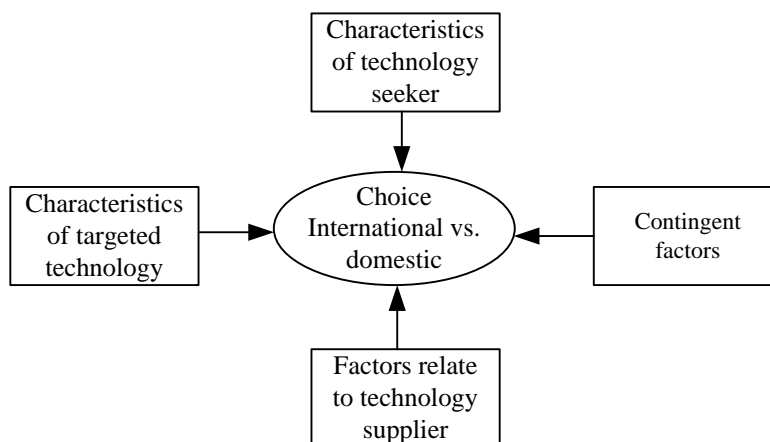 Characteristics
of technology
seeker
Characteristics
of targeted
technology
Choice
International vs.
domestic
Contingent
factors
Factors relate
to technology
supplier